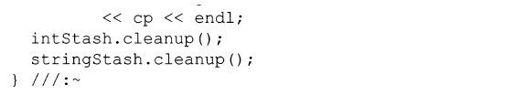 << cp << endl;
intStash.cleanup();
stringStash.cleanup();
} ///:~